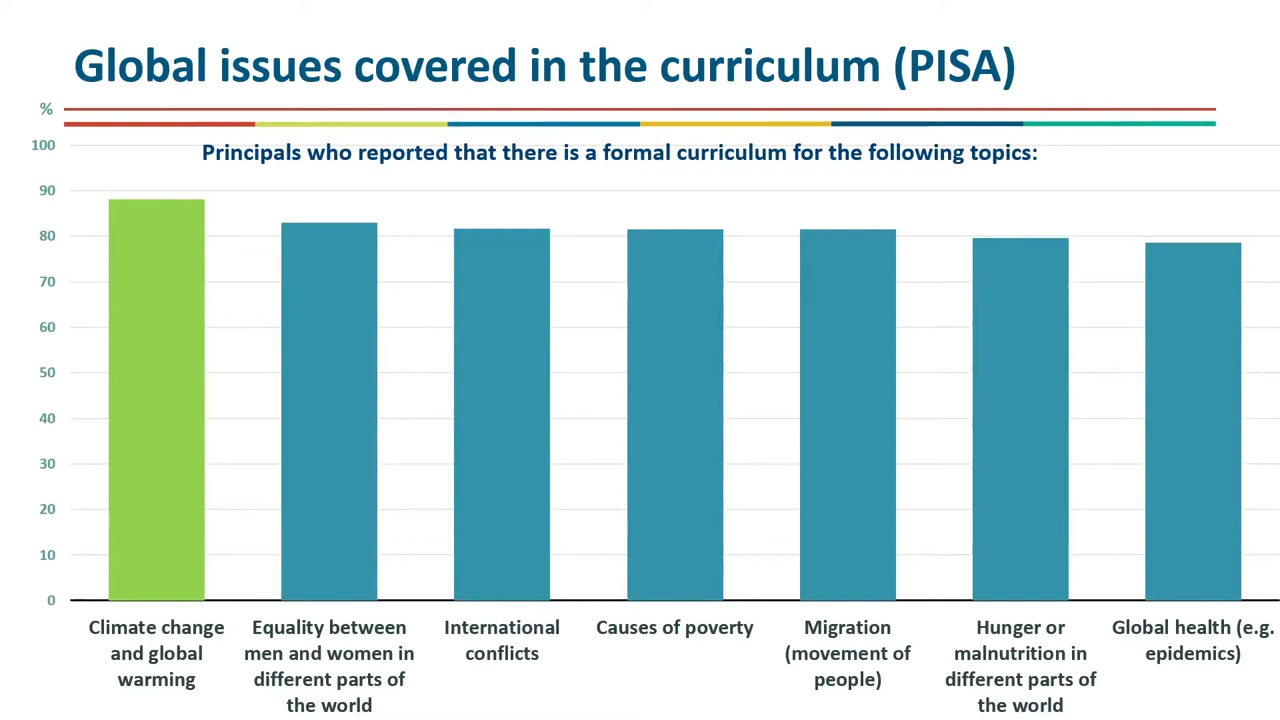 Global issues covered in the curriculum (PISA)
%
Principals who reported that there is a formal curriculum for the following topics:
100
90
80
70
60
50
40
30
20
10
0
Climate change
and global
warming
Equality between
men and women in
different parts of
the world
International
conflicts
Causes of poverty
Migration
(movement of
people)
Hunger or
malnutrition in
different parts of
the world
Global health (e.g.
epidemics)